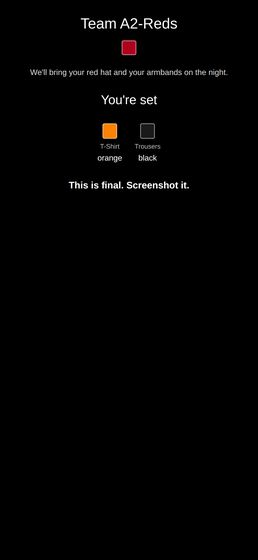 Team A2-Reds
We'll bring your red hat and your armbands on the night.
You're set
T-Shirt Trousers
orange black
This is final. Screenshot it.